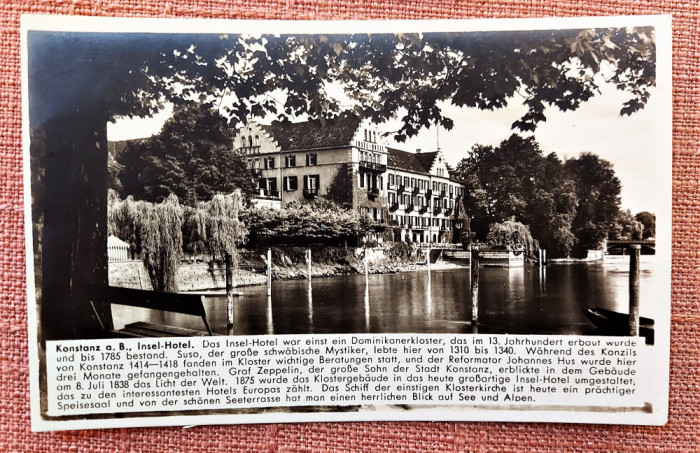 Konstanz a. B., Insel-Hotel. Das Insel-Hotel war einst ein Dominikanerkloster, das im 13. Jahrhundert erbaut wurde
und bis 1785 bestand. Suso, der große schwäbische Mystiker, lebte hier von 1310 bis 1340. Während des Konzils
von Konstanz 1414—1418 fanden im Kloster wichtige Beratungen statt, und der Reformator Johannes Hus wurde hier
drei Monate gefangengehalten. Graf Zeppelin, der große Sohn der Stadt Konstanz, erblickte in dem Gebäude
am 8. Juli 1838 das Licht der Welt. 1875 wurde das Klostergebäude in das heute großartige Insel-Hotel umgestaltet,
das zu den interessantesten Hotels Europas zählt. Das Schiff der einstigen Klosterkirche ist heute ein prächtiger
Speisesaal und von der schönen Seeterrasse hat man einen herrlichen Blick auf See und Alpen.